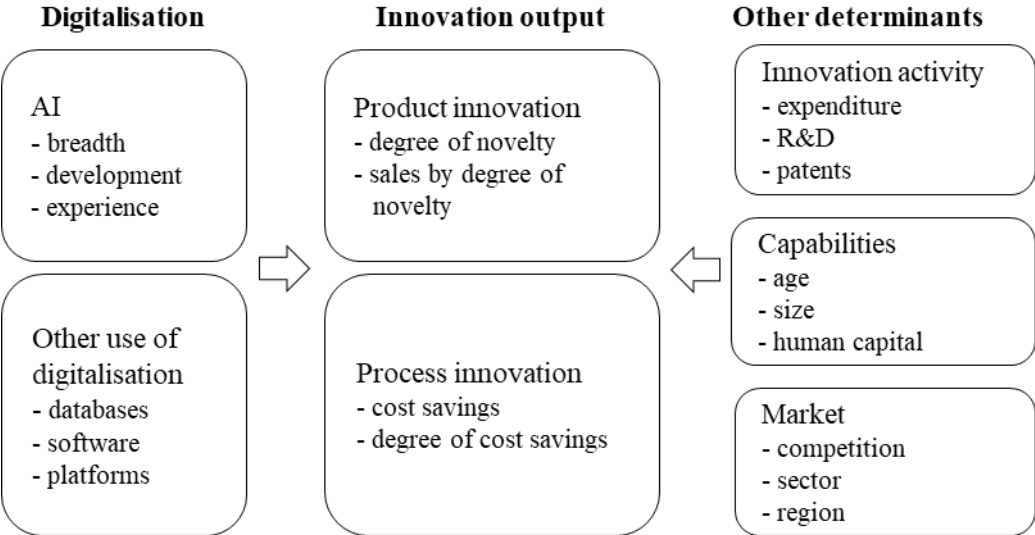 Digitalisation
AI
- breadth
- development
- experience
Other use of
digitalisation
- databases
- software
- platforms
Innovation output
Product innovation
- degree of novelty
- sales by degree of
novelty
Process innovation
- cost savings
- degree of cost savings
Other determinants
Innovation activity
- expenditure
- R&D
- patents
Capabilities
- age
- size
- human capital
Market
- competition
- sector
- region